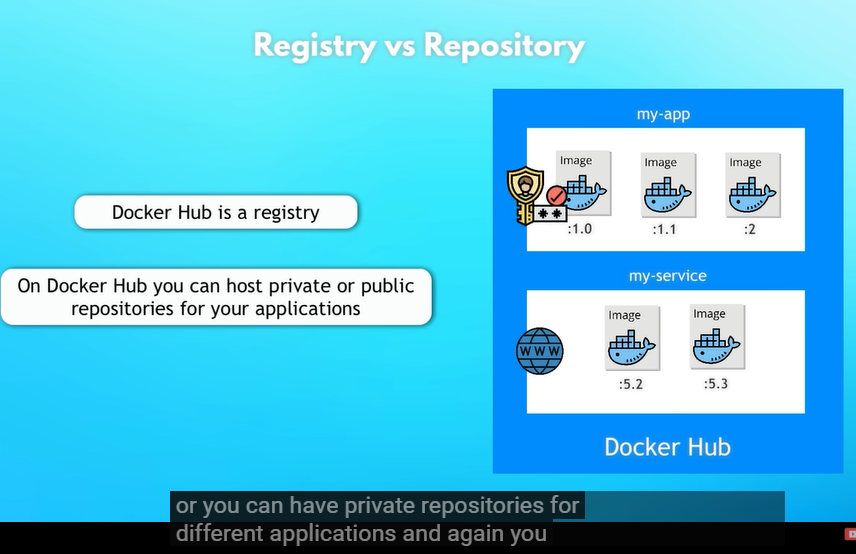 Registry vs Repository
Docker Hub is a registry
On Docker Hub you can host private or public
repositories for your applications
my-app
Image
Image
Image
**
:1.0
:1.1
:2
my-service
WWW
Image
Image
:5.2
:5.3
Docker Hub
or you can have private repositories for
different applications and again you